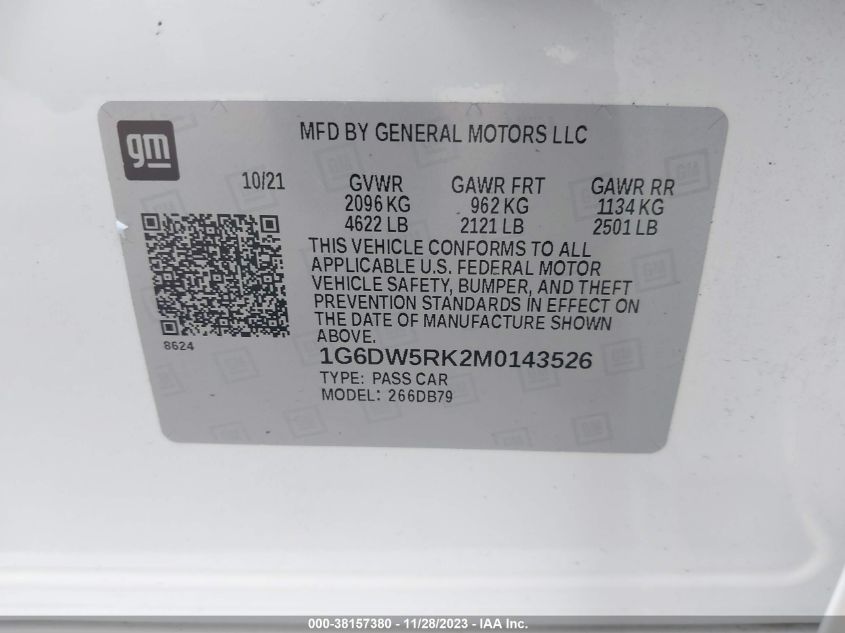 gm
MFD BY GENERAL MOTORS LLC
10/21 GVWR GAWR FRT GAWR RR
2096 KG 962 KG 1134 KG
4622 LB 2121 LB 2501 LB
THIS VEHICLE CONFORMS TO ALL
APPLICABLE U.S. FEDERAL MOTOR
VEHICLE SAFETY, BUMPER, AND THEFT
PREVENTION STANDARDS IN EFFECT ON
THE DATE OF MANUFACTURE SHOWN
ABOVE.
8624
1G6DW5RK2M0143526
TYPE: PASS CAR
MODEL: 266DB79
000-38157380 - 11/28/2023 - IAA Inc.